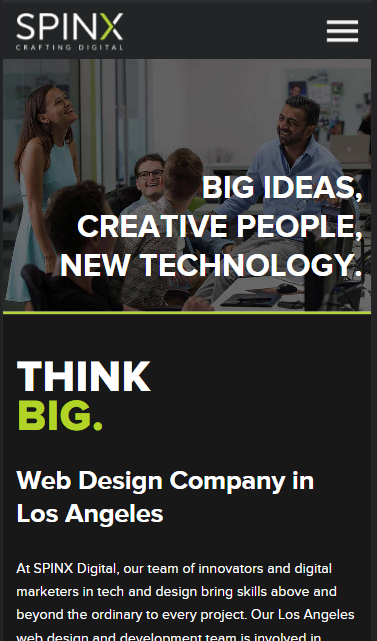 SPINX
CRAFTING DIGITAL
BIG IDEAS,
CREATIVE PEOPLE,
NEW TECHNOLOGY.
THINK
BIG.
Web Design Company in
Los Angeles
At SPINX Digital, our team of innovators and digital
marketers in tech and design bring skills above and
beyond the ordinary to every project. Our Los Angeles
web design and development team is involved in